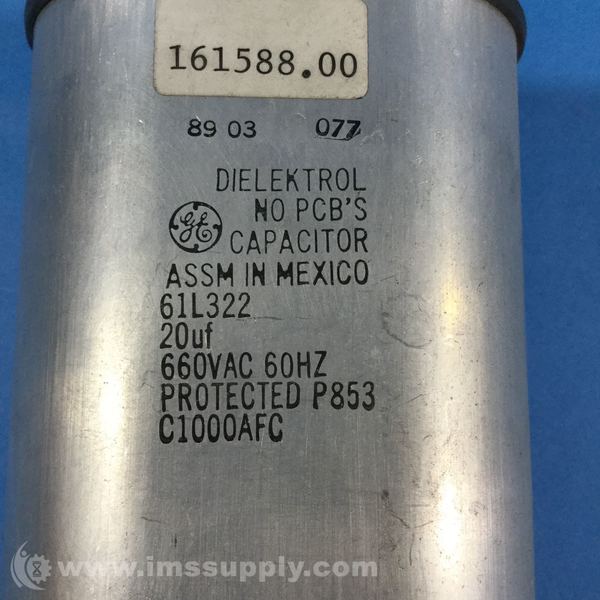 161588.00
89 03 077
DIELEKTROL
NO PCB'S
GE CAPACITOR
ASSM IN MEXICO
61L322
20uf
660VAC 60HZ
PROTECTED P853
C1000AFC
www.imssupply.com